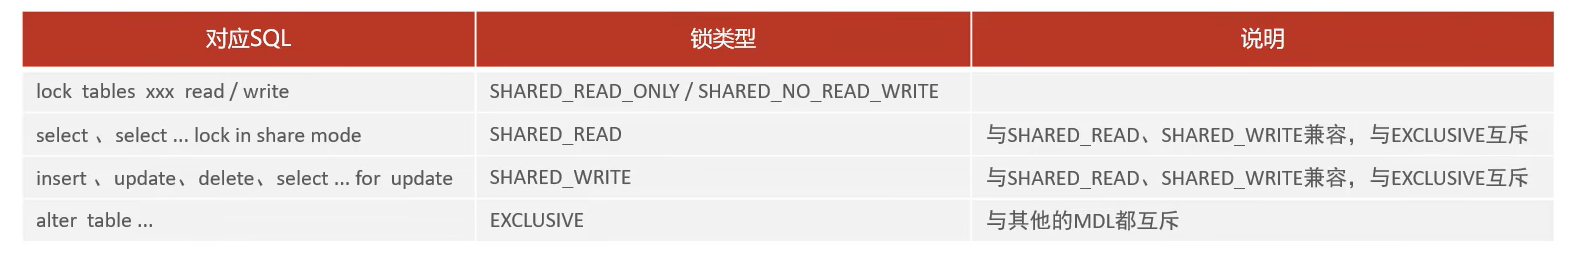 对应SQL 锁类型 说明
lock tables xxx read / write SHARED_READ_ONLY / SHARED_NO_READ_WRITE
select 、select ... lock in share mode SHARED_READ 与SHARED_READ、SHARED_WRITE兼容，与EXCLUSIVE互斥
insert 、update、delete、select ... for update SHARED_WRITE 与SHARED_READ、SHARED_WRITE兼容，与EXCLUSIVE互斥
alter table ... EXCLUSIVE 与其他的MDL都互斥